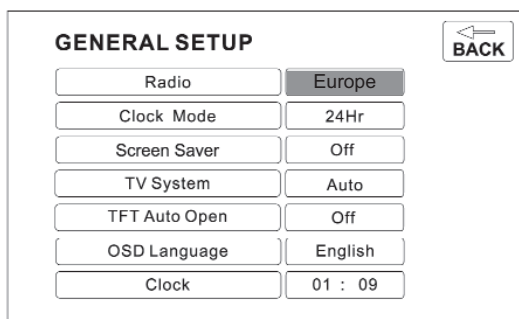 GENERAL SETUP
BACK
Radio Europe
Clock Mode 24Hr
Screen Saver Off
TV System Auto
TFT Auto Open Off
OSD Language English
Clock 01 : 09